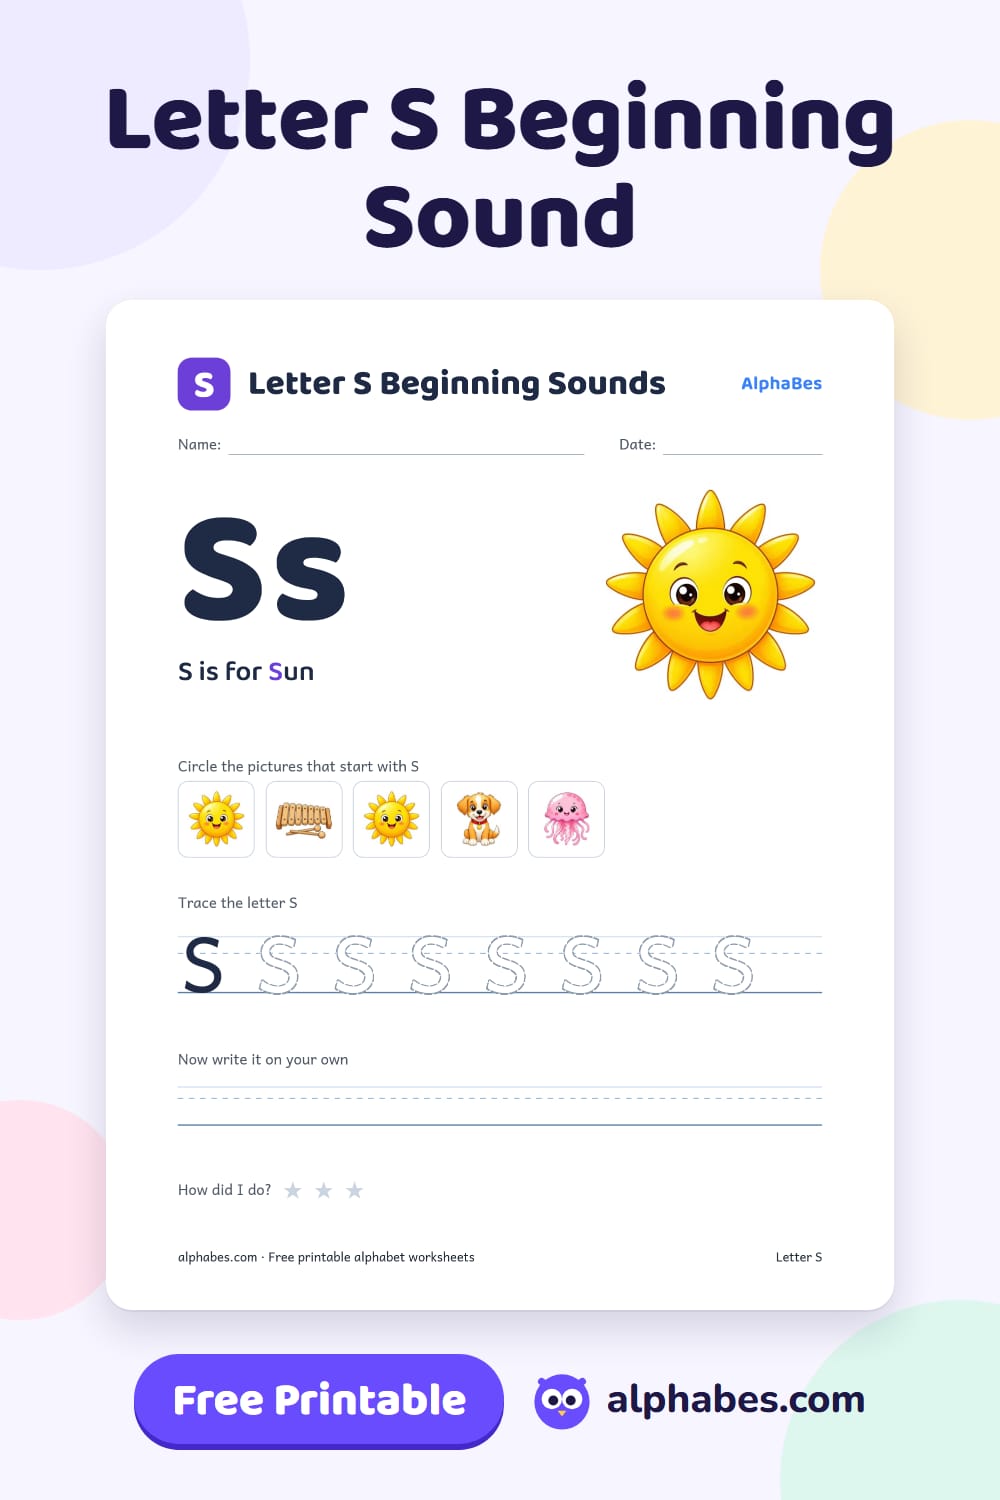 Letter S Beginning
Sound
S Letter S Beginning Sounds AlphaBes
Name: Date:
Ss
S is for Sun
Circle the pictures that start with S
Trace the letter S
S S S S S S S S
Now write it on your own
How did I do?
alphabes.com · Free printable alphabet worksheets Letter S
Free Printable alphabes.com